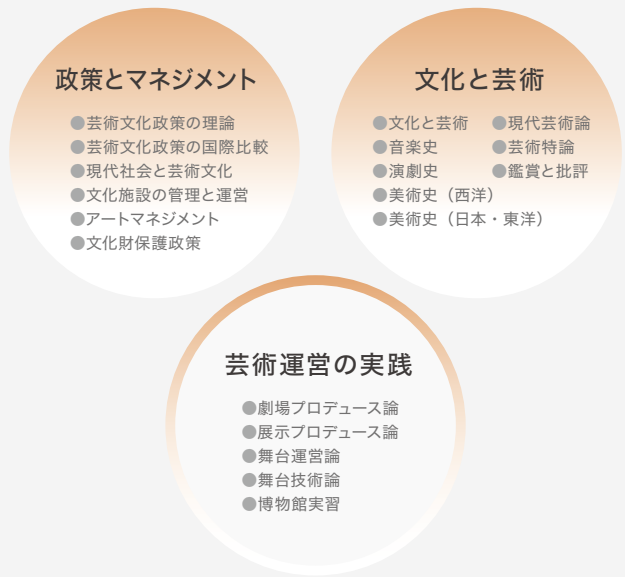 政策とマネジメント
●芸術文化政策の理論
●芸術文化政策の国際比較
●現代社会と芸術文化
●文化施設の管理と運営
●アートマネジメント
●文化財保護政策
文化と芸術
●文化と芸術 ●現代芸術論
●音楽史 ●芸術特論
●演劇史 ●鑑賞と批評
●美術史（西洋）
●美術史（日本・東洋）
芸術運営の実践
●劇場プロデュース論
●展示プロデュース論
●舞台運営論
●舞台技術論
●博物館実習